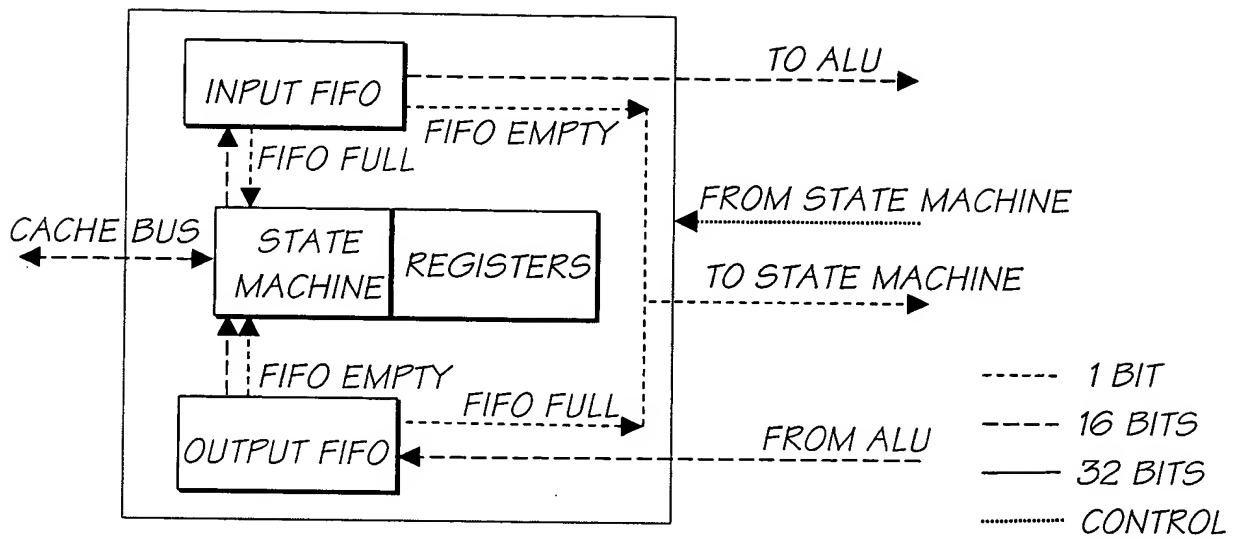 TO ALU
INPUT FIFO
FIFO EMPTY
FIFO FULL
FROM STATE MACHINE
CACHE BUS
STATE
MACHINE
REGISTERS
TO STATE MACHINE
FIFO EMPTY
FIFO FULL
OUTPUT FIFO
FROM ALU
1 BIT
16 BITS
32 BITS
CONTROL